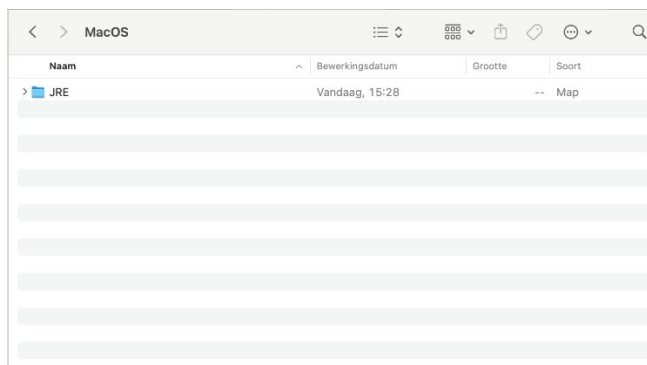 MacOS
Naam Bewerkingsdatum Grootte Soort
JRE Vandaag, 15:28 -- Map